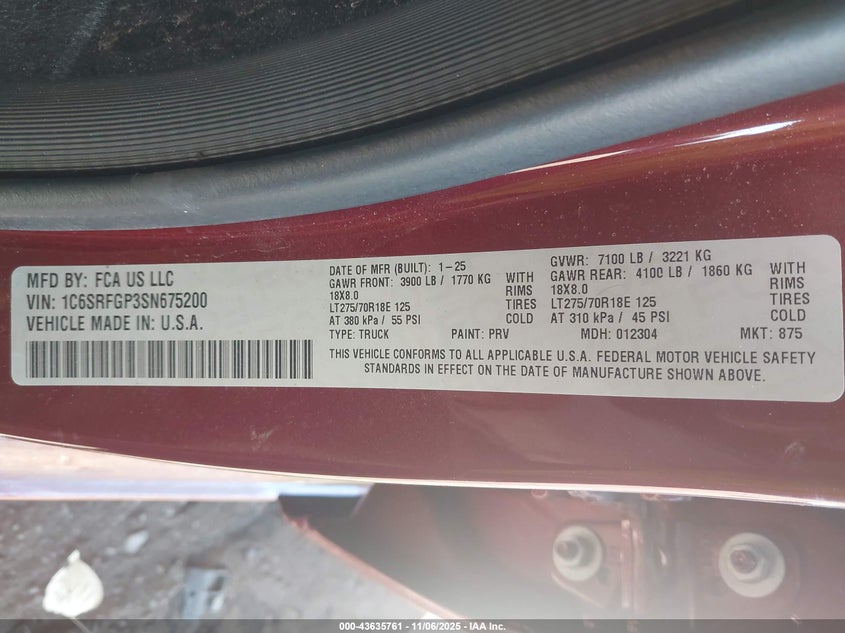 MFD BY: FCA US LLC
VIN: 1C6SRFGP3SN675200
VEHICLE MADE IN: U.S.A.
DATE OF MFR (BUILT): 1-25
GAWR FRONT: 3900 LB / 1770 KG WITH
18X8.0 RIMS
LT275/70R18E 125 TIRES
AT 380 kPa / 55 PSI COLD
TYPE: TRUCK PAINT: PRV
GVWR: 7100 LB / 3221 KG
GAWR REAR: 4100 LB / 1860 KG WITH
18X8.0 RIMS
LT275/70R18E 125 TIRES
AT 310 kPa / 45 PSI COLD
MDH: 012304 MKT: 875
THIS VEHICLE CONFORMS TO ALL APPLICABLE U.S.A. FEDERAL MOTOR VEHICLE SAFETY
STANDARDS IN EFFECT ON THE DATE OF MANUFACTURE SHOWN ABOVE.
000-43635761 - 11/06/2025 - IAA Inc.